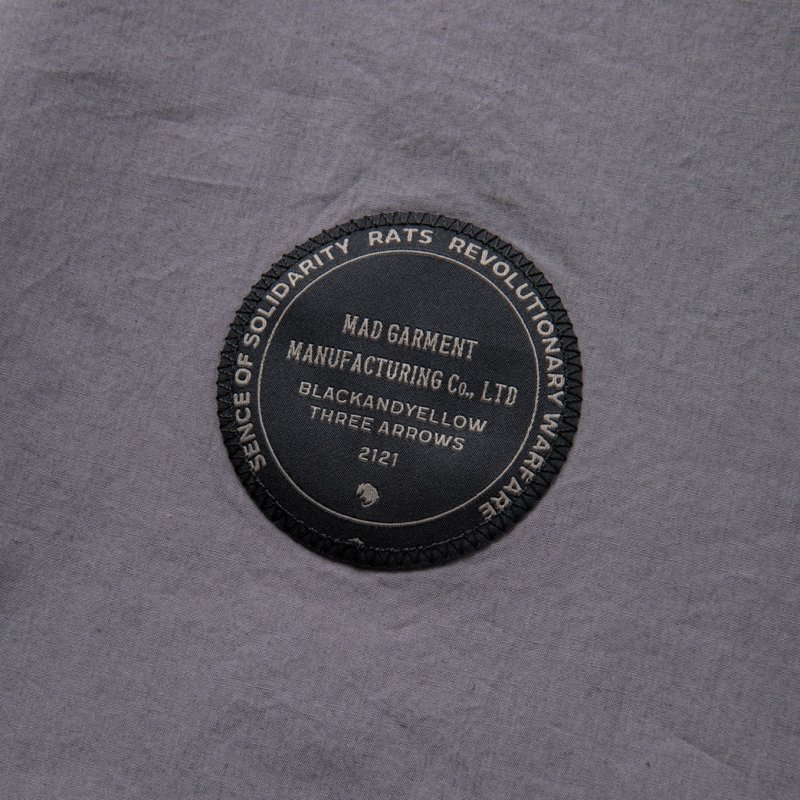 SENCE OF SOLIDARITY RATS REVOLUTIONARY WARFARE
MAD GARMENT
MANUFACTURING Co., LTD
BLACKANDYELLOW
THREE ARROWS
2121